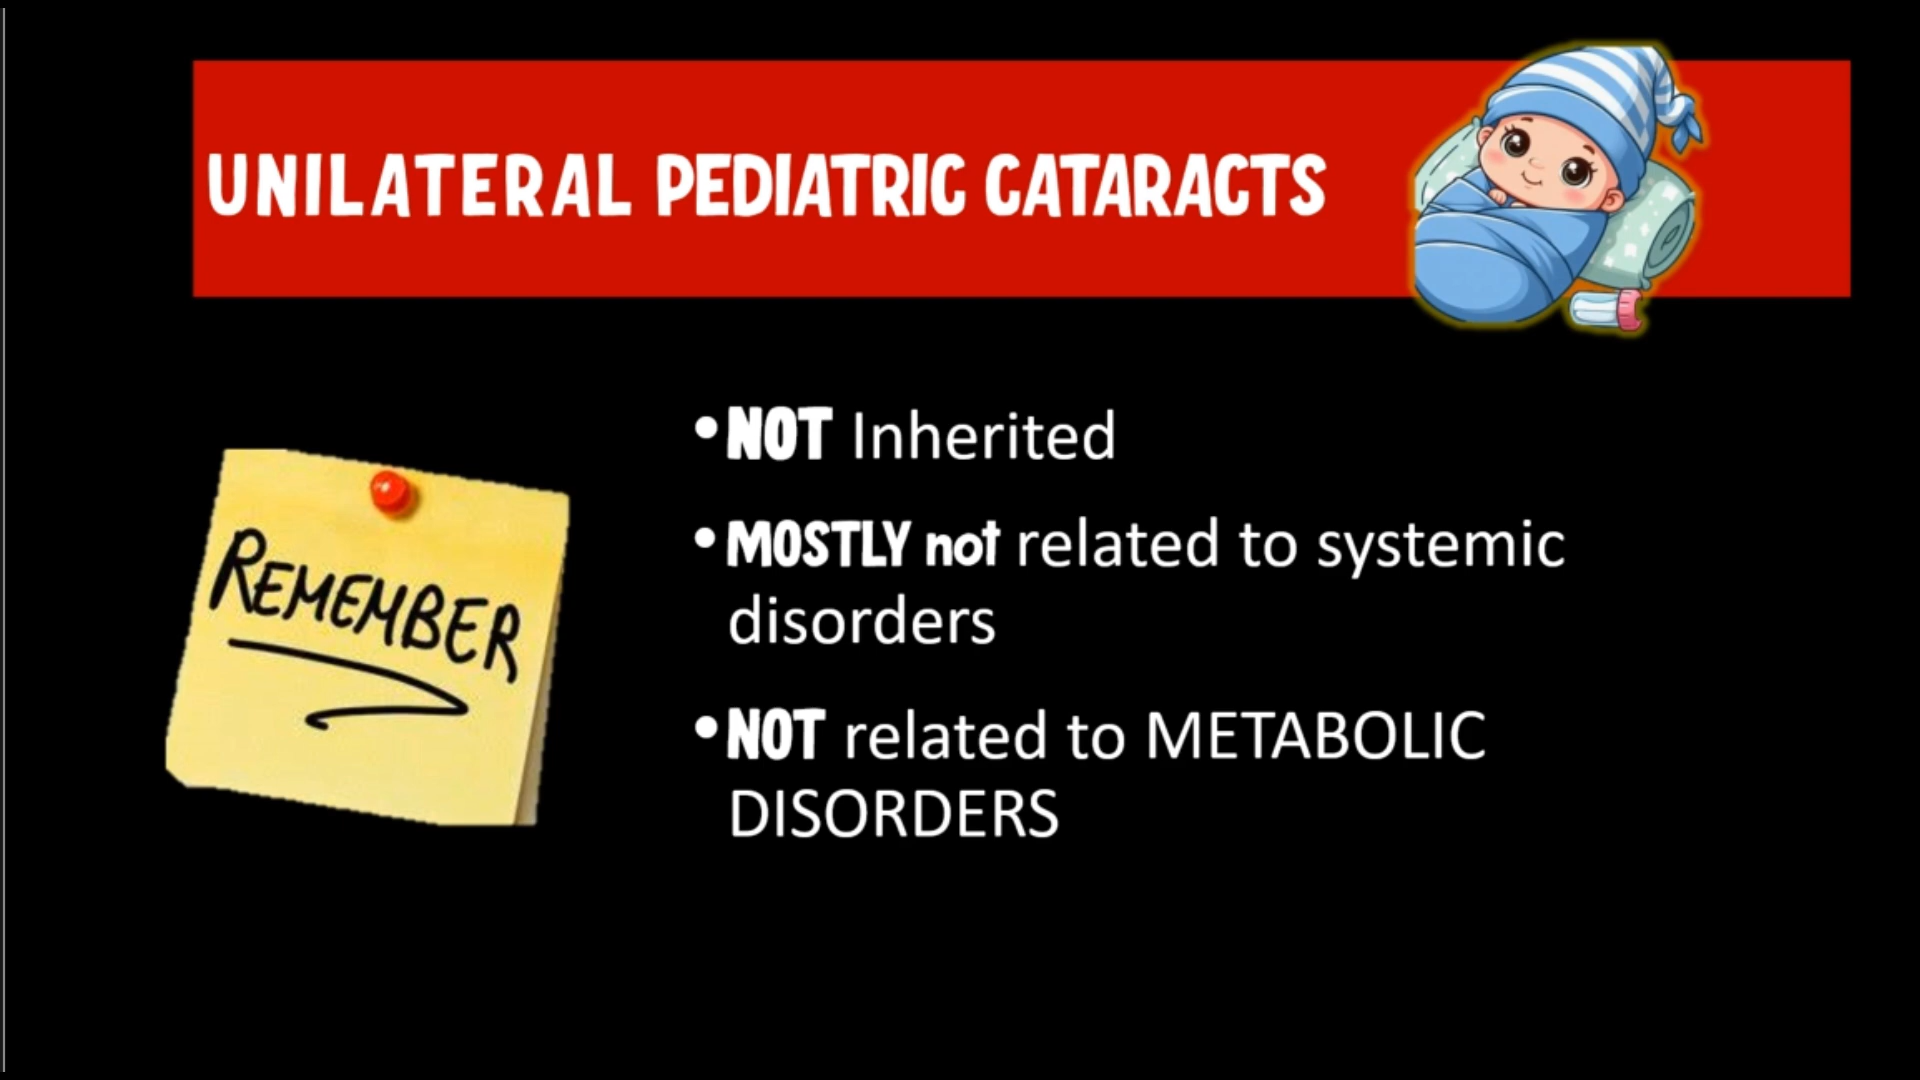 UNILATERAL PEDIATRIC CATARACTS
REMEMBER
•NOT Inherited
•MOSTLY not related to systemic
disorders
•NOT related to METABOLIC
DISORDERS